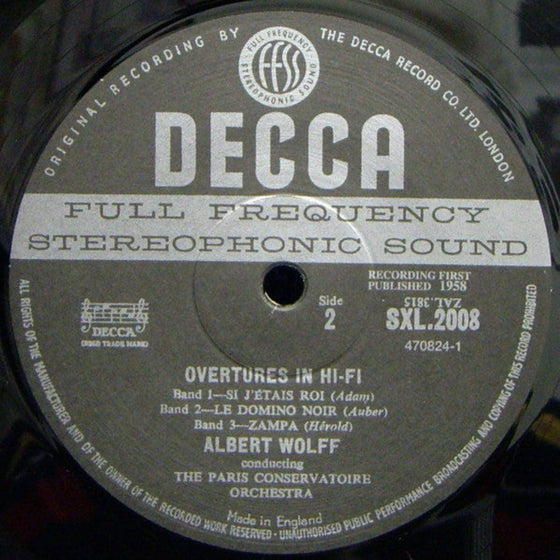 ORIGINAL RECORDING BY THE DECCA RECORD CO. LTD. LONDON
FULL FREQUENCY
FFSS
STEREOPHONIC SOUND
DECCA
FULL FREQUENCY
STEREOPHONIC SOUND
RECORDING FIRST
PUBLISHED 1958
ZAL.3815
Side
2
SXL.2008
470824-1
DECCA
(REGD TRADE MARK)
OVERTURES IN HI-FI
Band 1—SI J'ÉTAIS ROI (Adam)
Band 2—LE DOMINO NOIR (Auber)
Band 3—ZAMPA (Hérold)
ALBERT WOLFF
conducting
THE PARIS CONSERVATOIRE
ORCHESTRA
Made in England
ALL RIGHTS OF THE MANUFACTURER AND OF THE OWNER OF THE RECORDED WORK RESERVED - UNAUTHORISED PUBLIC PERFORMANCE BROADCASTING AND COPYING OF THIS RECORD PROHIBITED